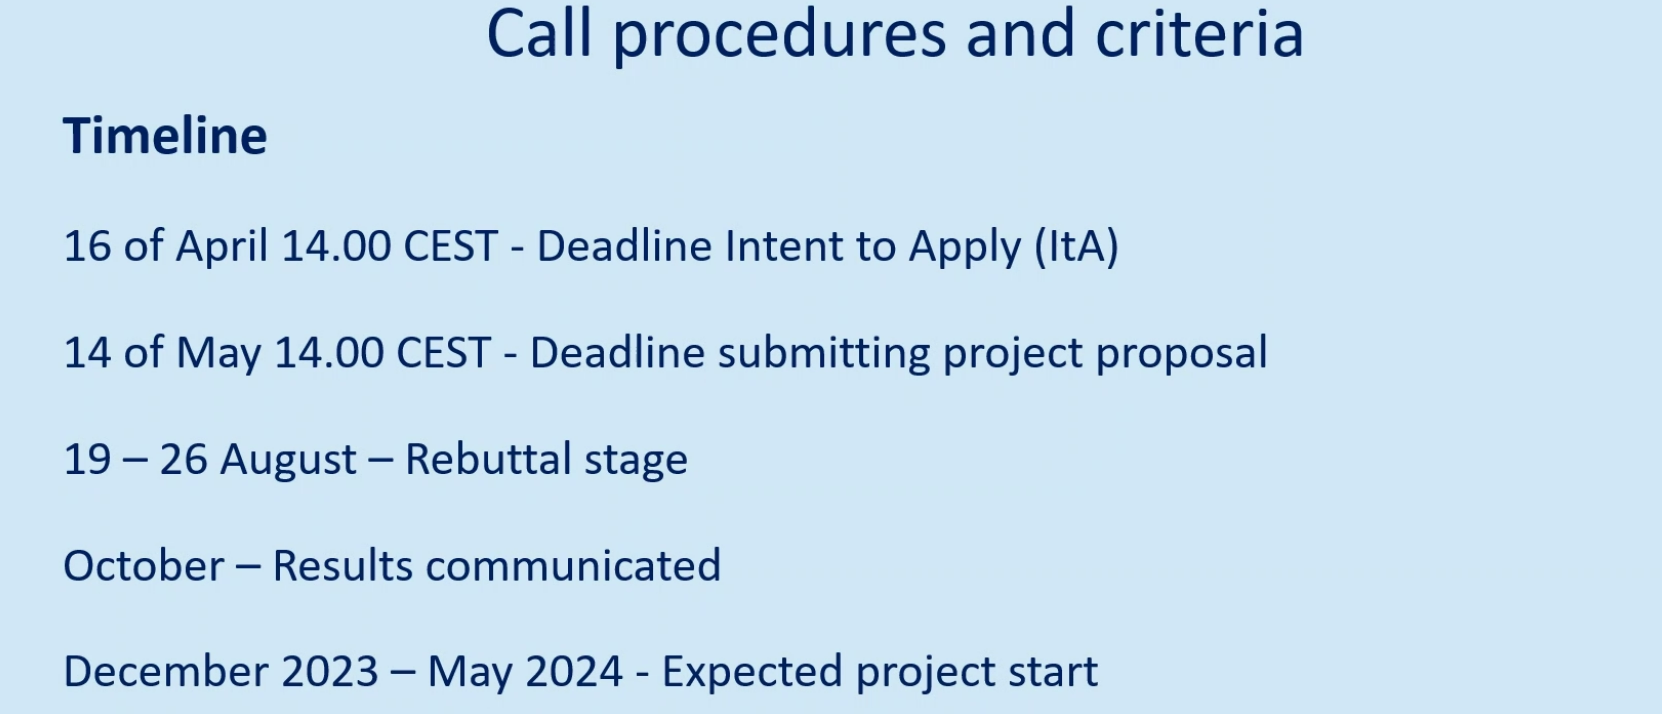 Call procedures and criteria
Timeline
16 of April 14.00 CEST - Deadline Intent to Apply (ItA)
14 of May 14.00 CEST - Deadline submitting project proposal
19 – 26 August – Rebuttal stage
October – Results communicated
December 2023 – May 2024 - Expected project start